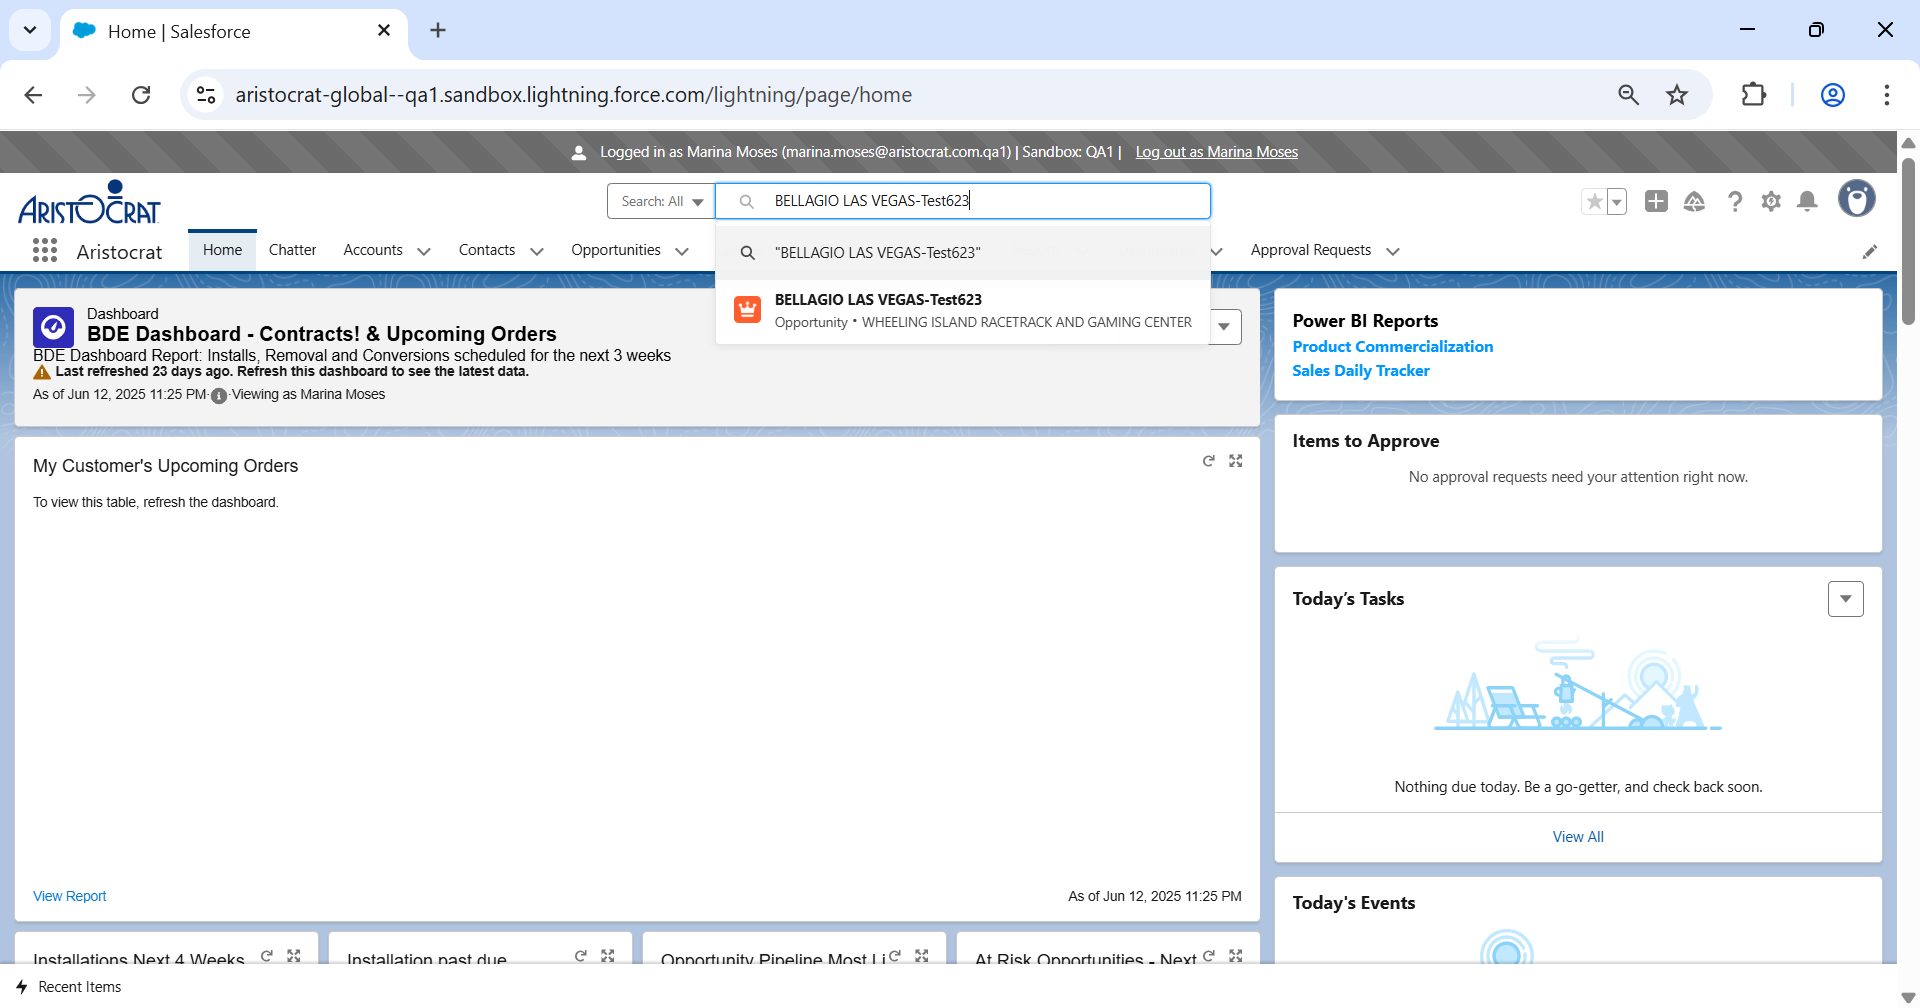 Home | Salesforce
aristocrat-global--qa1.sandbox.lightning.force.com/lightning/page/home
Logged in as Marina Moses (marina.moses@aristocrat.com.qa1) | Sandbox: QA1 | Log out as Marina Moses
ARISTOCRAT
Search: All
BELLAGIO LAS VEGAS-Test623
Aristocrat
Home
Chatter
Accounts
Contacts
Opportunities
Approval Requests
"BELLAGIO LAS VEGAS-Test623"
BELLAGIO LAS VEGAS-Test623
Opportunity • WHEELING ISLAND RACETRACK AND GAMING CENTER
Dashboard
BDE Dashboard - Contracts! & Upcoming Orders
BDE Dashboard Report: Installs, Removal and Conversions scheduled for the next 3 weeks
Last refreshed 23 days ago. Refresh this dashboard to see the latest data.
As of Jun 12, 2025 11:25 PM·Viewing as Marina Moses
My Customer's Upcoming Orders
To view this table, refresh the dashboard.
View Report
As of Jun 12, 2025 11:25 PM
Installations Next 4 Weeks
Installation past due
Opportunity Pipeline Most Li
At Risk Opportunities - Next
Power BI Reports
Product Commercialization
Sales Daily Tracker
Items to Approve
No approval requests need your attention right now.
Today's Tasks
Nothing due today. Be a go-getter, and check back soon.
View All
Today's Events
Recent Items